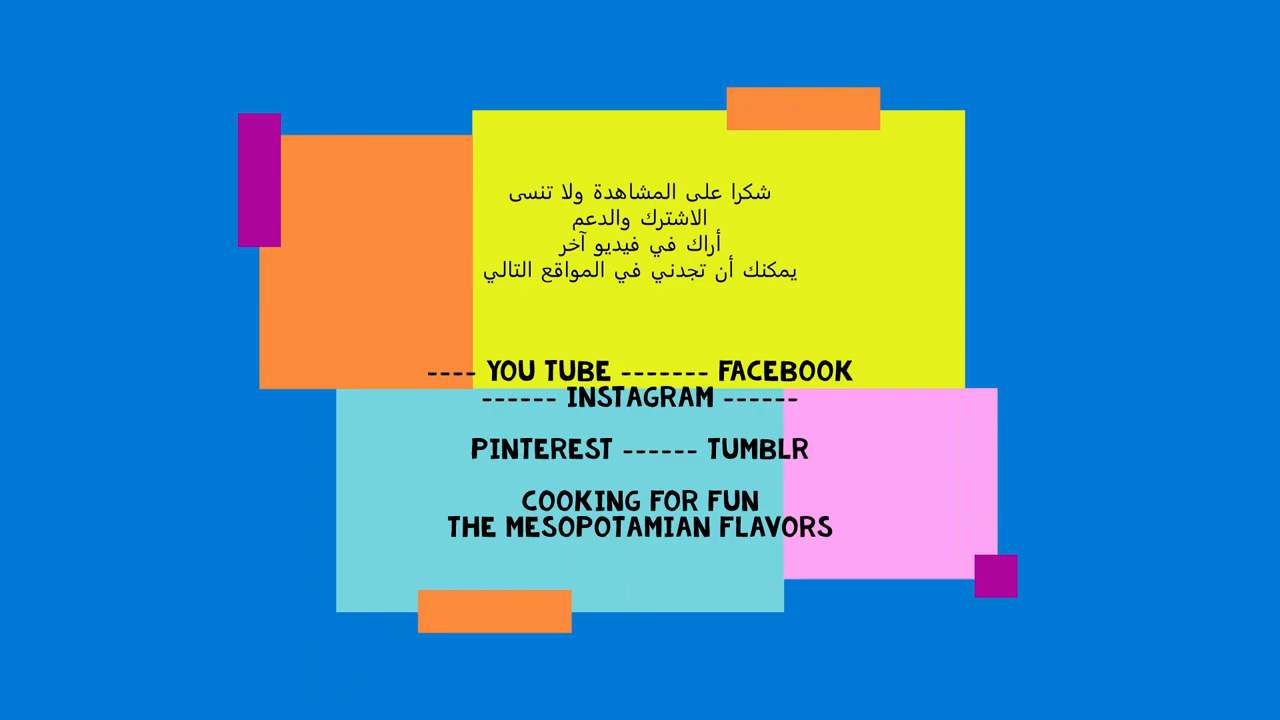 شكرا على المشاهدة ولا تنسى
الاشترك والدعم
أراك في فيديو آخر
يمكنك أن تجدني في المواقع التالي
---- YOU TUBE ------- FACEBOOK
------ INSTAGRAM ------
PINTEREST ------ TUMBLR
COOKING FOR FUN
THE MESOPOTAMIAN FLAVORS